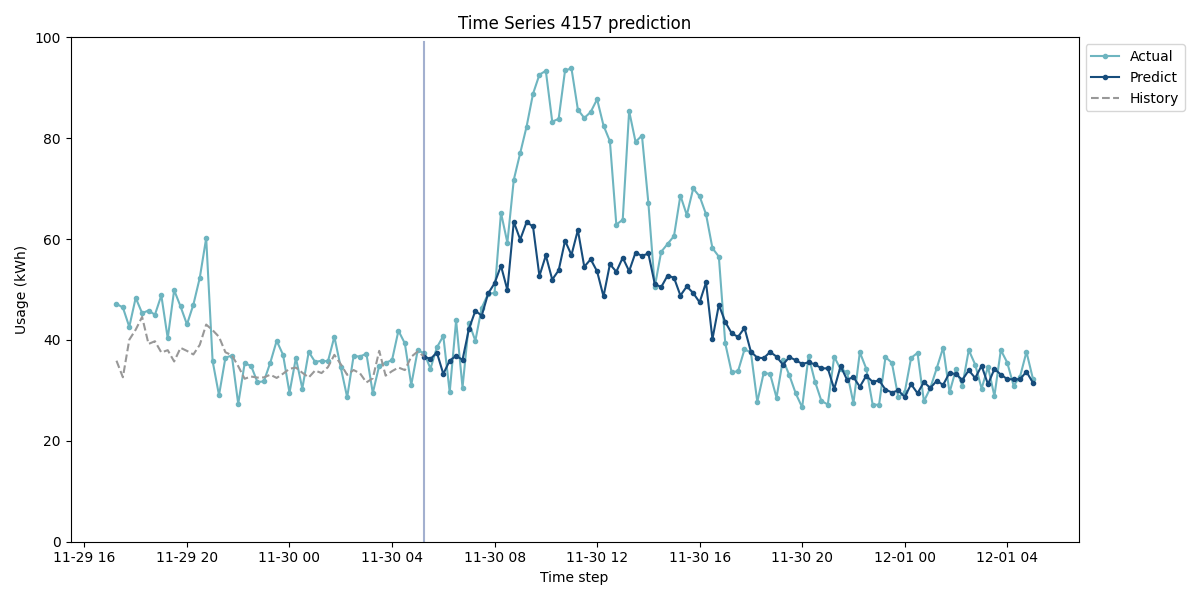 Time Series 4157 prediction
100
80
60
40
20
0
Usage (kWh)
11-29 16
11-29 20
11-30 00
11-30 04
11-30 08
11-30 12
11-30 16
11-30 20
12-01 00
12-01 04
Time step
Actual
Predict
History